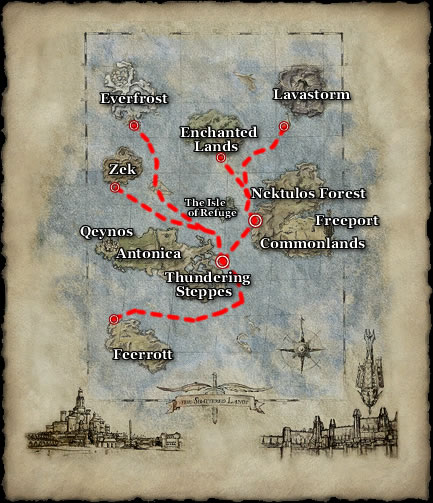 Everfrost
Lavastorm
Enchanted
Lands
Zek
Nektulos Forest
The Isle
of Refuge
Freeport
Qeynos
Commonlands
Antonica
Thundering
Steppes
Feerrott
THE SHATTERED LANDS